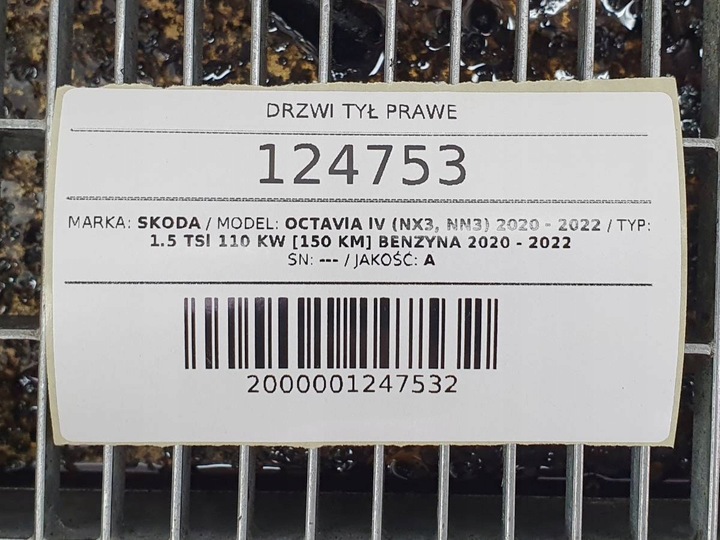 DRZWI TYŁ PRAWE
124753
MARKA: SKODA / MODEL: OCTAVIA IV (NX3, NN3) 2020 - 2022 / TYP:
1.5 TSI 110 KW [150 KM] BENZYNA 2020 - 2022
SN: --- / JAKOŚĆ: A
2000001247532